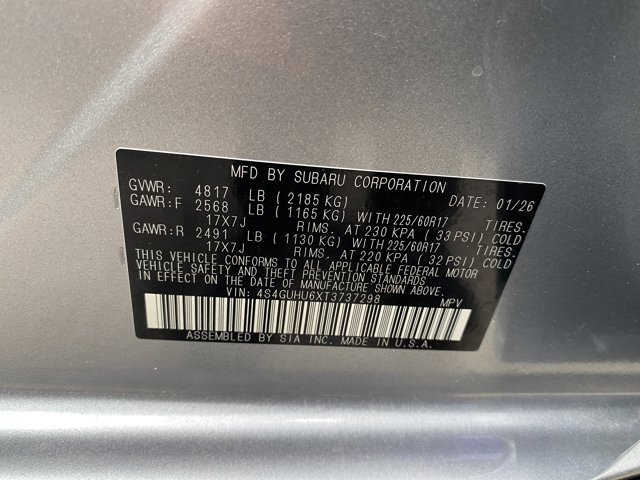 MFD BY SUBARU CORPORATION DATE: 01/26
GVWR: 4817 LB (2185 KG)
GAWR:F 2568 LB (1165 KG) WITH 225/60R17 TIRES.
17X7J RIMS. AT 230 KPA (33 PSI) COLD
GAWR:R 2491 LB (1130 KG) WITH 225/60R17 TIRES.
17X7J RIMS. AT 220 KPA (32 PSI) COLD
THIS VEHICLE CONFORMS TO ALL APPLICABLE FEDERAL MOTOR
VEHICLE SAFETY AND THEFT PREVENTION STANDARDS
IN EFFECT ON THE DATE OF MANUFACTURE SHOWN ABOVE.
VIN: 4S4GUHU6XT3737298 MPV
ASSEMBLED BY SIA INC. MADE IN U.S.A.